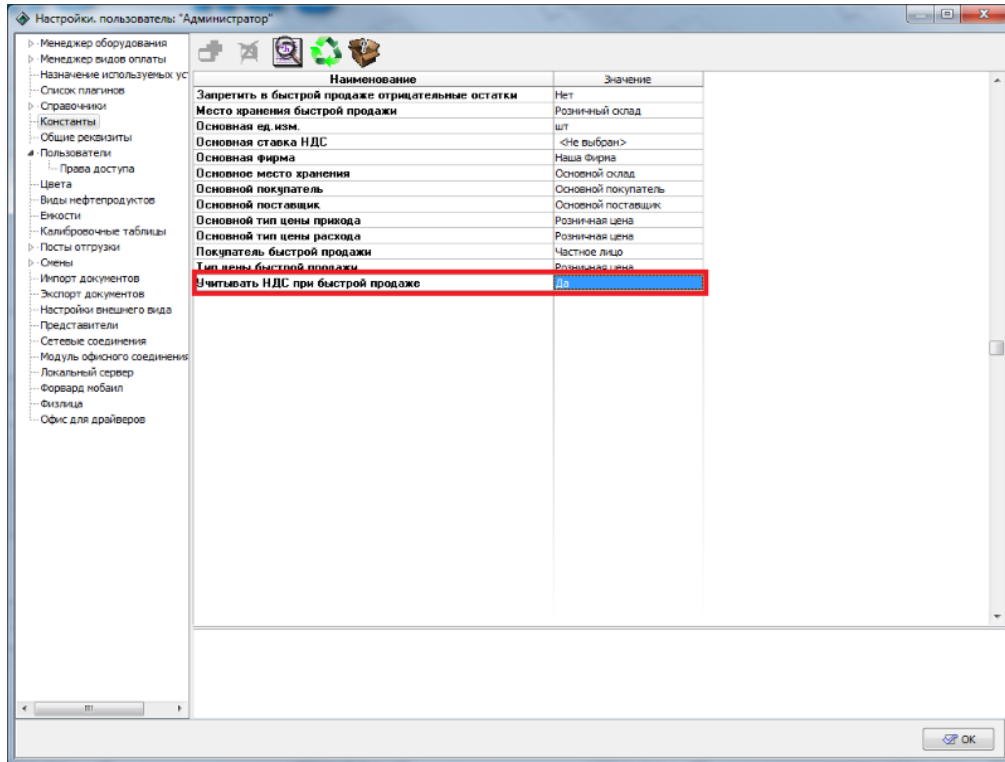 Настройки. пользователь: "Администратор"
Менеджер оборудования
Менеджер видов оплаты
Назначение используемых ус
Список плагинов
Справочники
Константы
Общие реквизиты
Пользователи
Права доступа
Цвета
Виды нефтепродуктов
Емкости
Калибровочные таблицы
Посты отгрузки
Смены
Импорт документов
Экспорт документов
Настройки внешнего вида
Представители
Сетевые соединения
Модуль офисного соединения
Локальный сервер
Форвард мобаил
Физлица
Офис для драйверов
Наименование Значение
Запретить в быстрой продаже отрицательные остатки Нет
Место хранения быстрой продажи Розничный склад
Основная ед.изм. шт
Основная ставка НДС <Не выбран>
Основная фирма Наша Фирма
Основное место хранения Основной склад
Основной покупатель Основной покупатель
Основной поставщик Основной поставщик
Основной тип цены прихода Розничная цена
Основной тип цены расхода Розничная цена
Покупатель быстрой продажи Частное лицо
Тип цены быстрой продажи Розничная цена
Учитывать НДС при быстрой продаже Да
OK